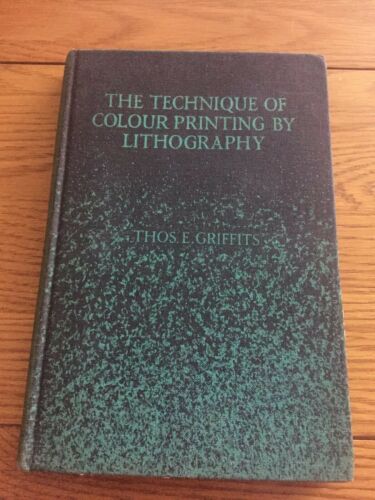 THE TECHNIQUE OF
COLOUR PRINTING BY
LITHOGRAPHY
THOS. E. GRIFFITS